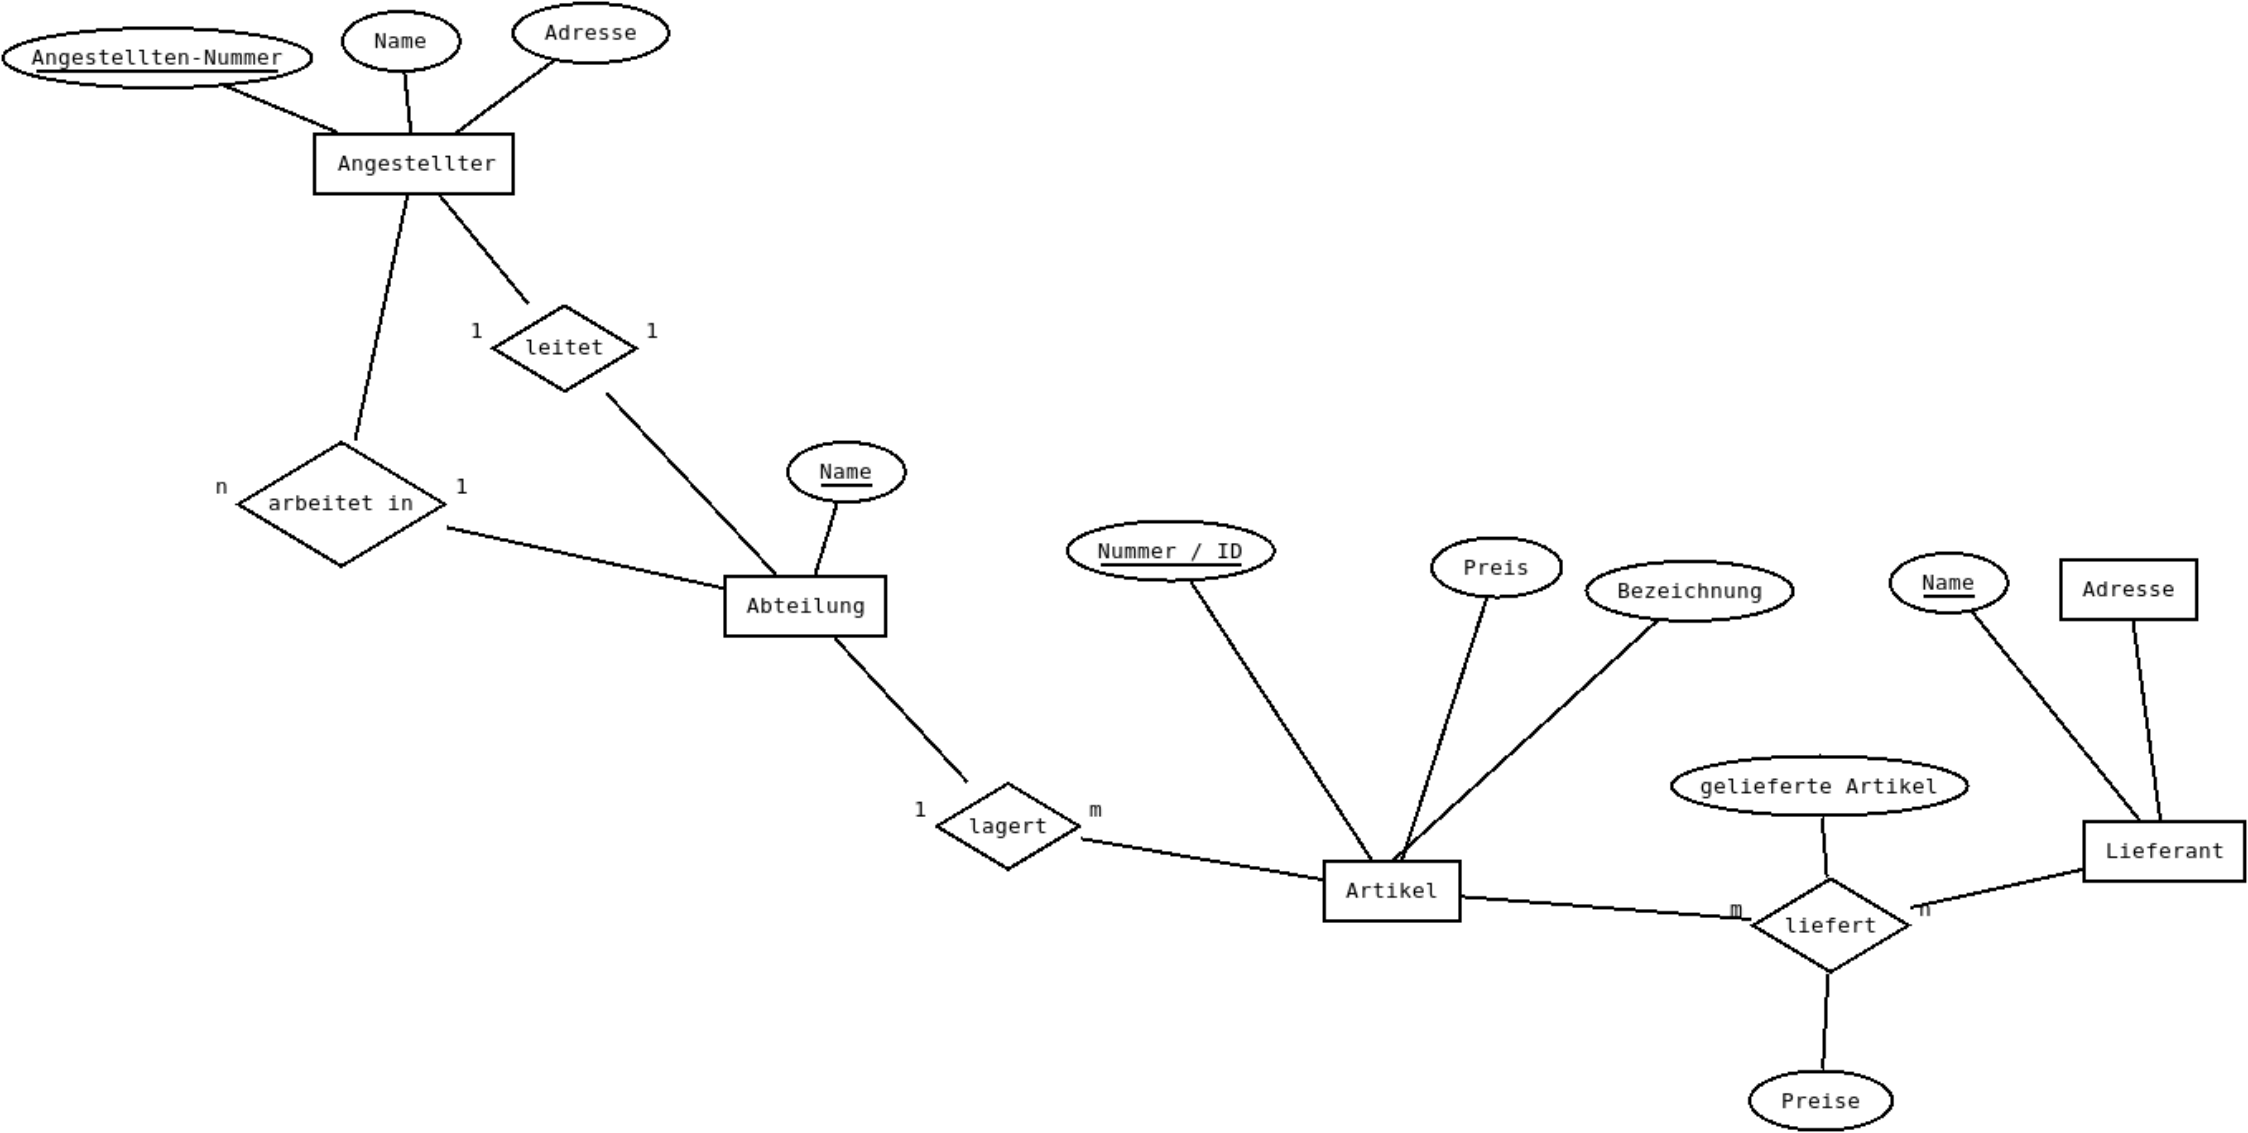 Angestellten-Nummer
Name
Adresse
Angestellter
1
leitet
1
n
arbeitet in
1
Name
Abteilung
Nummer / ID
Preis
Bezeichnung
Name
Adresse
1
lagert
m
gelieferte Artikel
Artikel
Lieferant
m
liefert
n
Preise